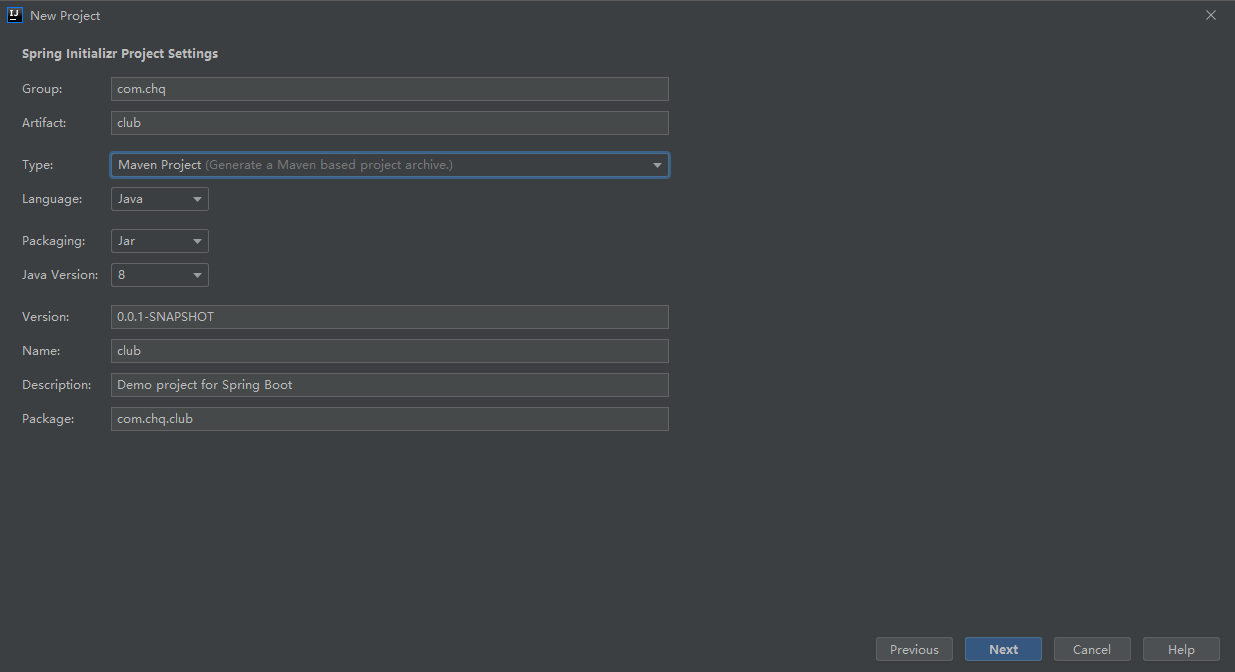 New Project
Spring Initializr Project Settings
Group: com.chq
Artifact: club
Type: Maven Project (Generate a Maven based project archive.)
Language: Java
Packaging: Jar
Java Version: 8
Version: 0.0.1-SNAPSHOT
Name: club
Description: Demo project for Spring Boot
Package: com.chq.club
Previous Next Cancel Help